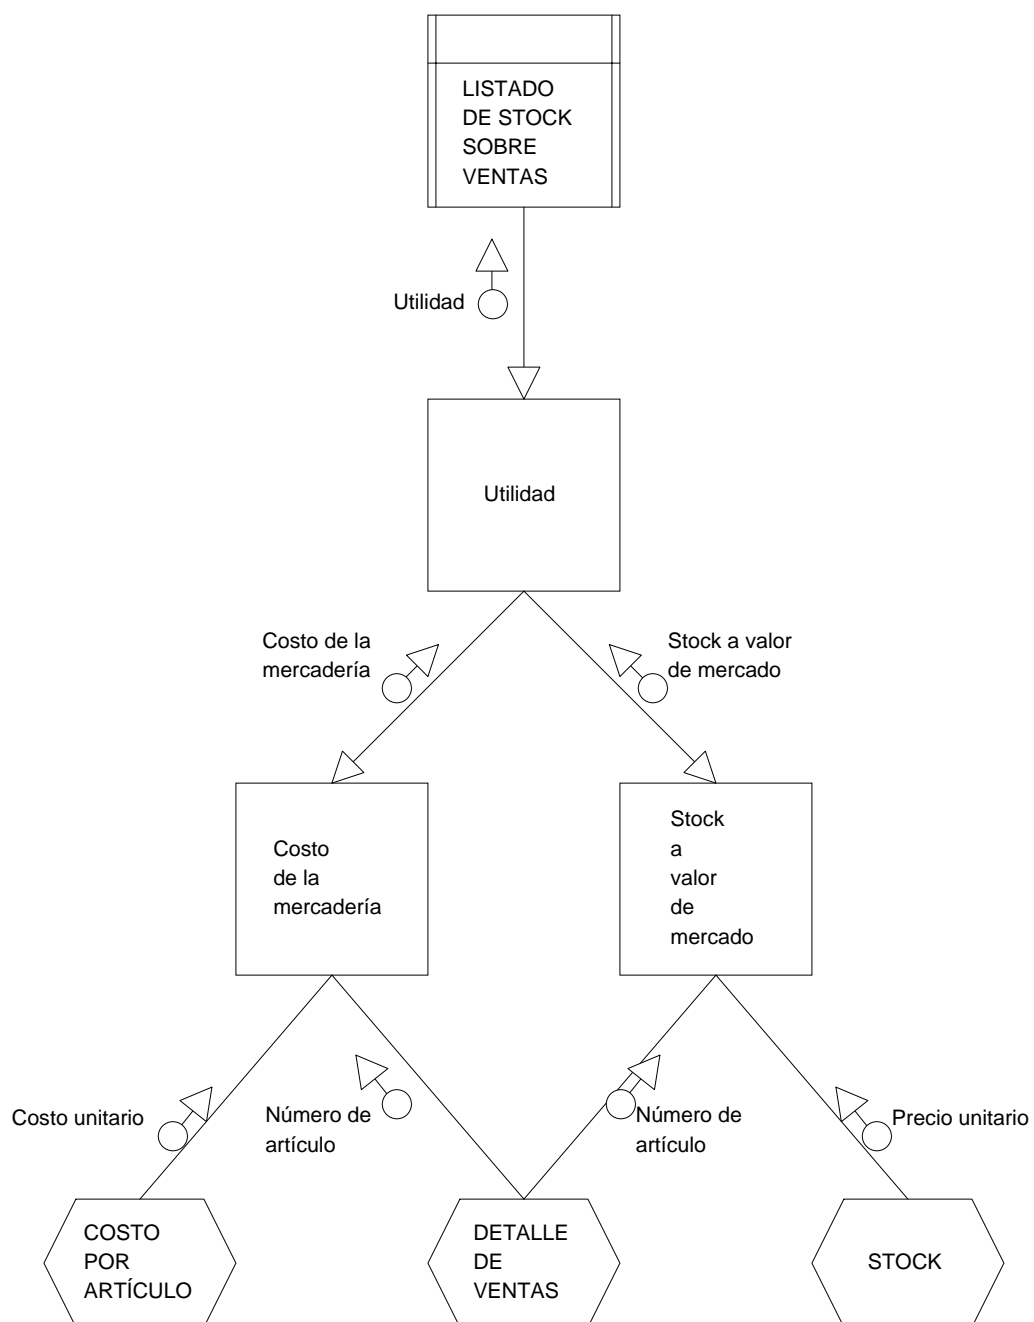 LISTADO
DE STOCK
SOBRE
VENTAS
Utilidad
Utilidad
Costo de la
mercadería
Stock a valor
de mercado
Costo
de la
mercadería
Stock
a
valor
de
mercado
Costo unitario
Número de
artículo
Número de
artículo
Precio unitario
COSTO
POR
ARTÍCULO
DETALLE
DE
VENTAS
STOCK